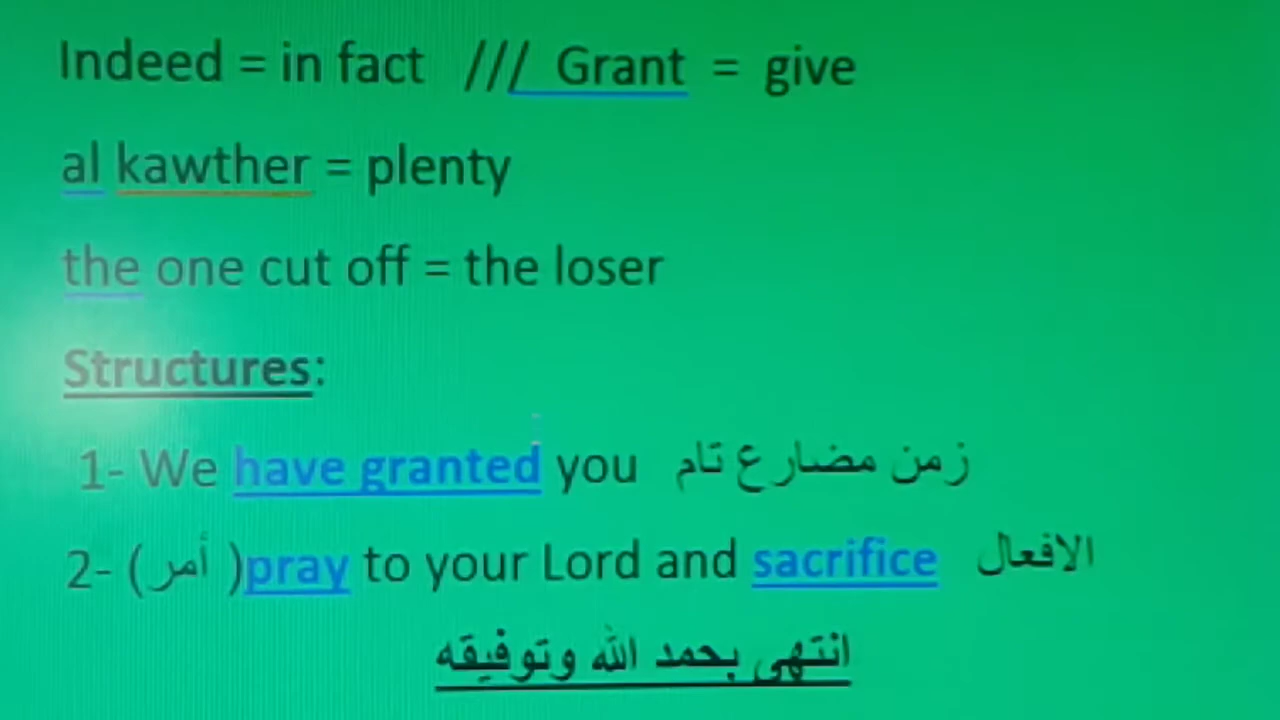 Indeed = in fact /// Grant = give
al kawther = plenty
the one cut off = the loser
Structures:
1- We have granted you زمن مضارع تام
2- (أمر )pray to your Lord and sacrifice الافعال
انتهى بحمد الله وتوفيقه